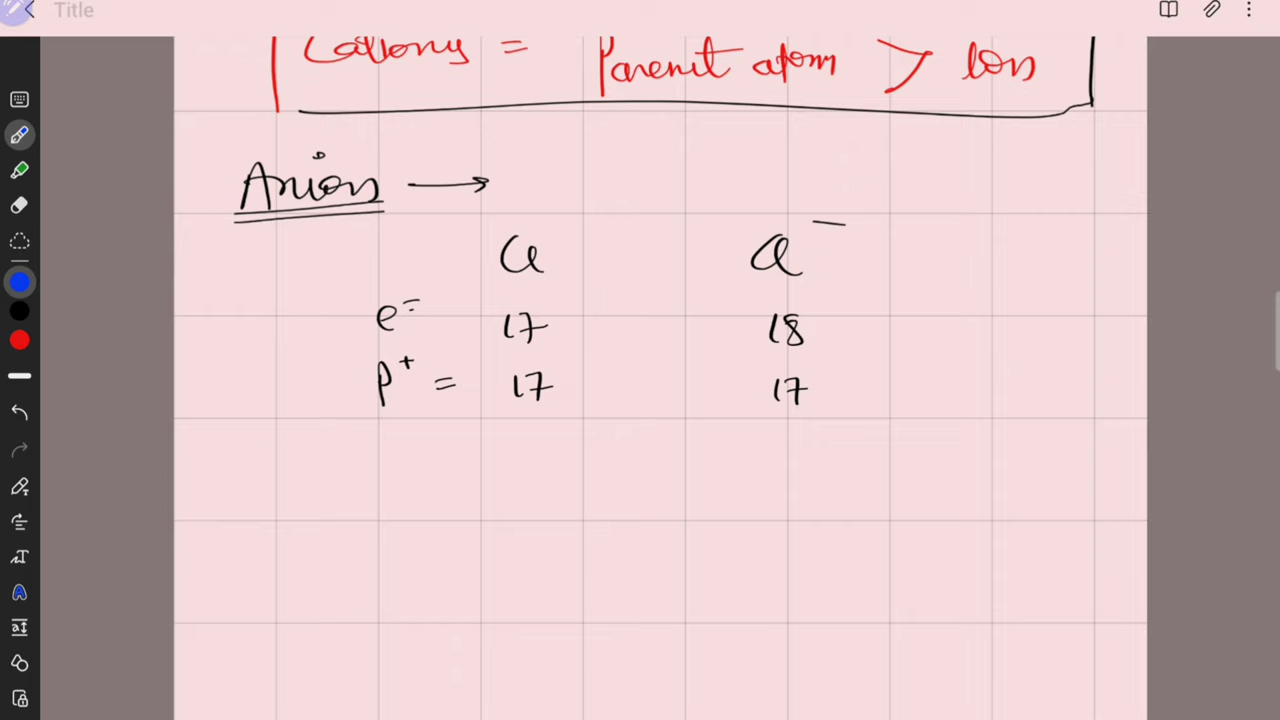 Title
Cations = Parent atom > Ion
Anion →
Cl Cl⁻
e⁻ 17 18
p⁺ = 17 17